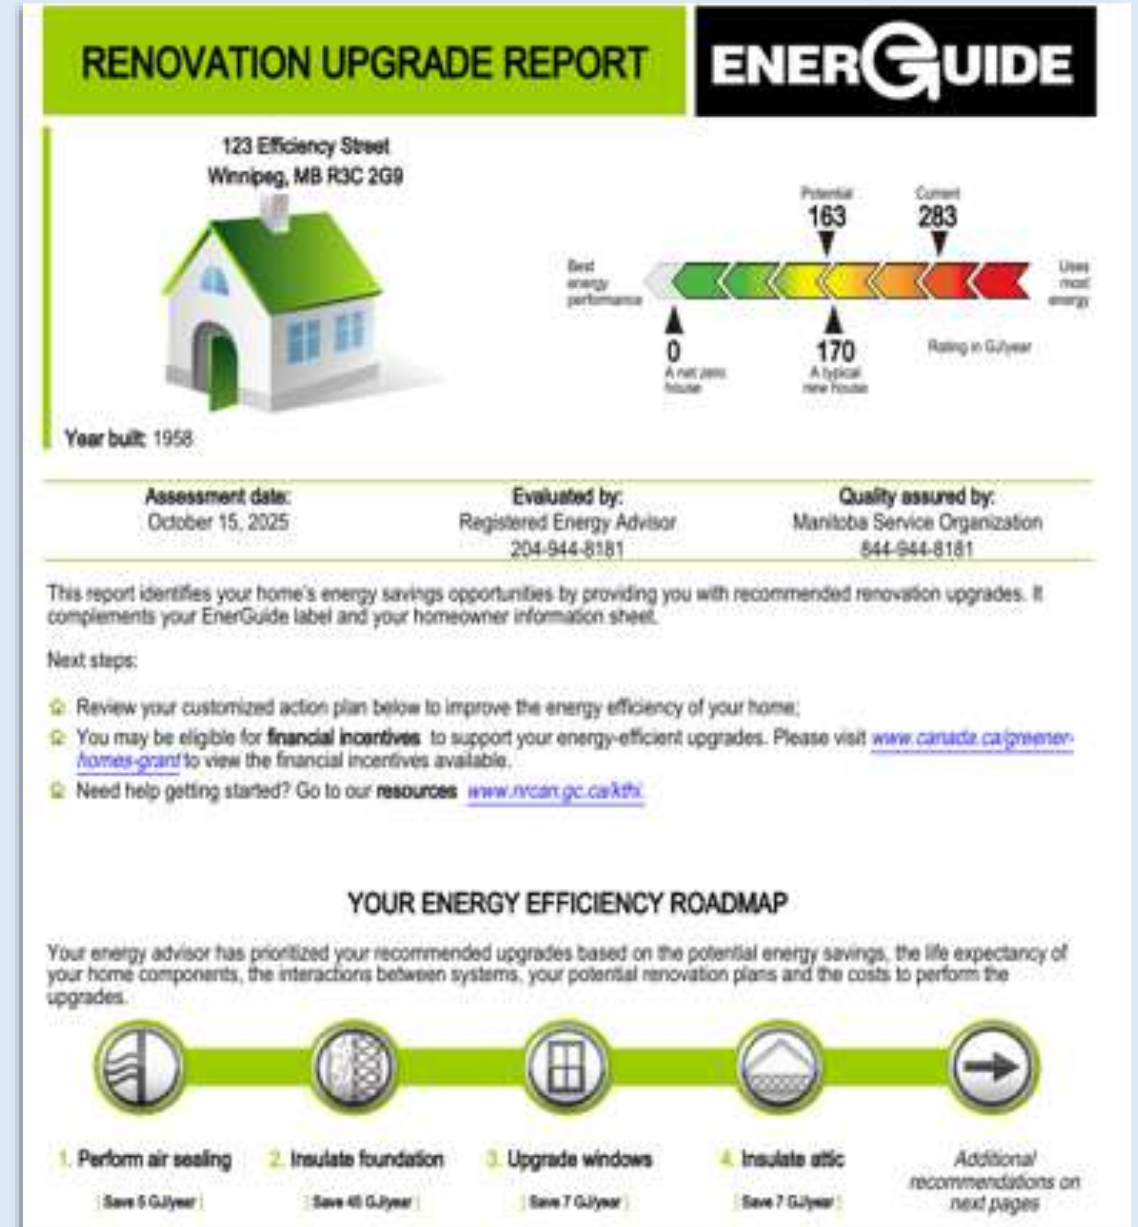 RENOVATION UPGRADE REPORT
ENERGUIDE
123 Efficiency Street
Winnipeg, MB R3C 2G9
Potential
163
Current
283
Best
energy
performance
Uses
most
energy
0
A net zero
house
170
A typical
new house
Rating in GJ/year
Year built: 1958
Assessment date:
October 15, 2025
Evaluated by:
Registered Energy Advisor
204-944-8181
Quality assured by:
Manitoba Service Organization
844-944-8181
This report identifies your home's energy savings opportunities by providing you with recommended renovation upgrades. It
complements your EnerGuide label and your homeowner information sheet.
Next steps:
Review your customized action plan below to improve the energy efficiency of your home;
You may be eligible for financial incentives to support your energy-efficient upgrades. Please visit www.canada.ca/greener-
homes-grant to view the financial incentives available.
Need help getting started? Go to our resources www.nrcan.gc.ca/kthi.
YOUR ENERGY EFFICIENCY ROADMAP
Your energy advisor has prioritized your recommended upgrades based on the potential energy savings, the life expectancy of
your home components, the interactions between systems, your potential renovation plans and the costs to perform the
upgrades.
1. Perform air sealing
Save 5 GJ/year
2. Insulate foundation
Save GJ/year
3. Upgrade windows
Save 7 GJ/year
4. Insulate attic
Save 7 GJ/year
Additional
recommendations on
next pages